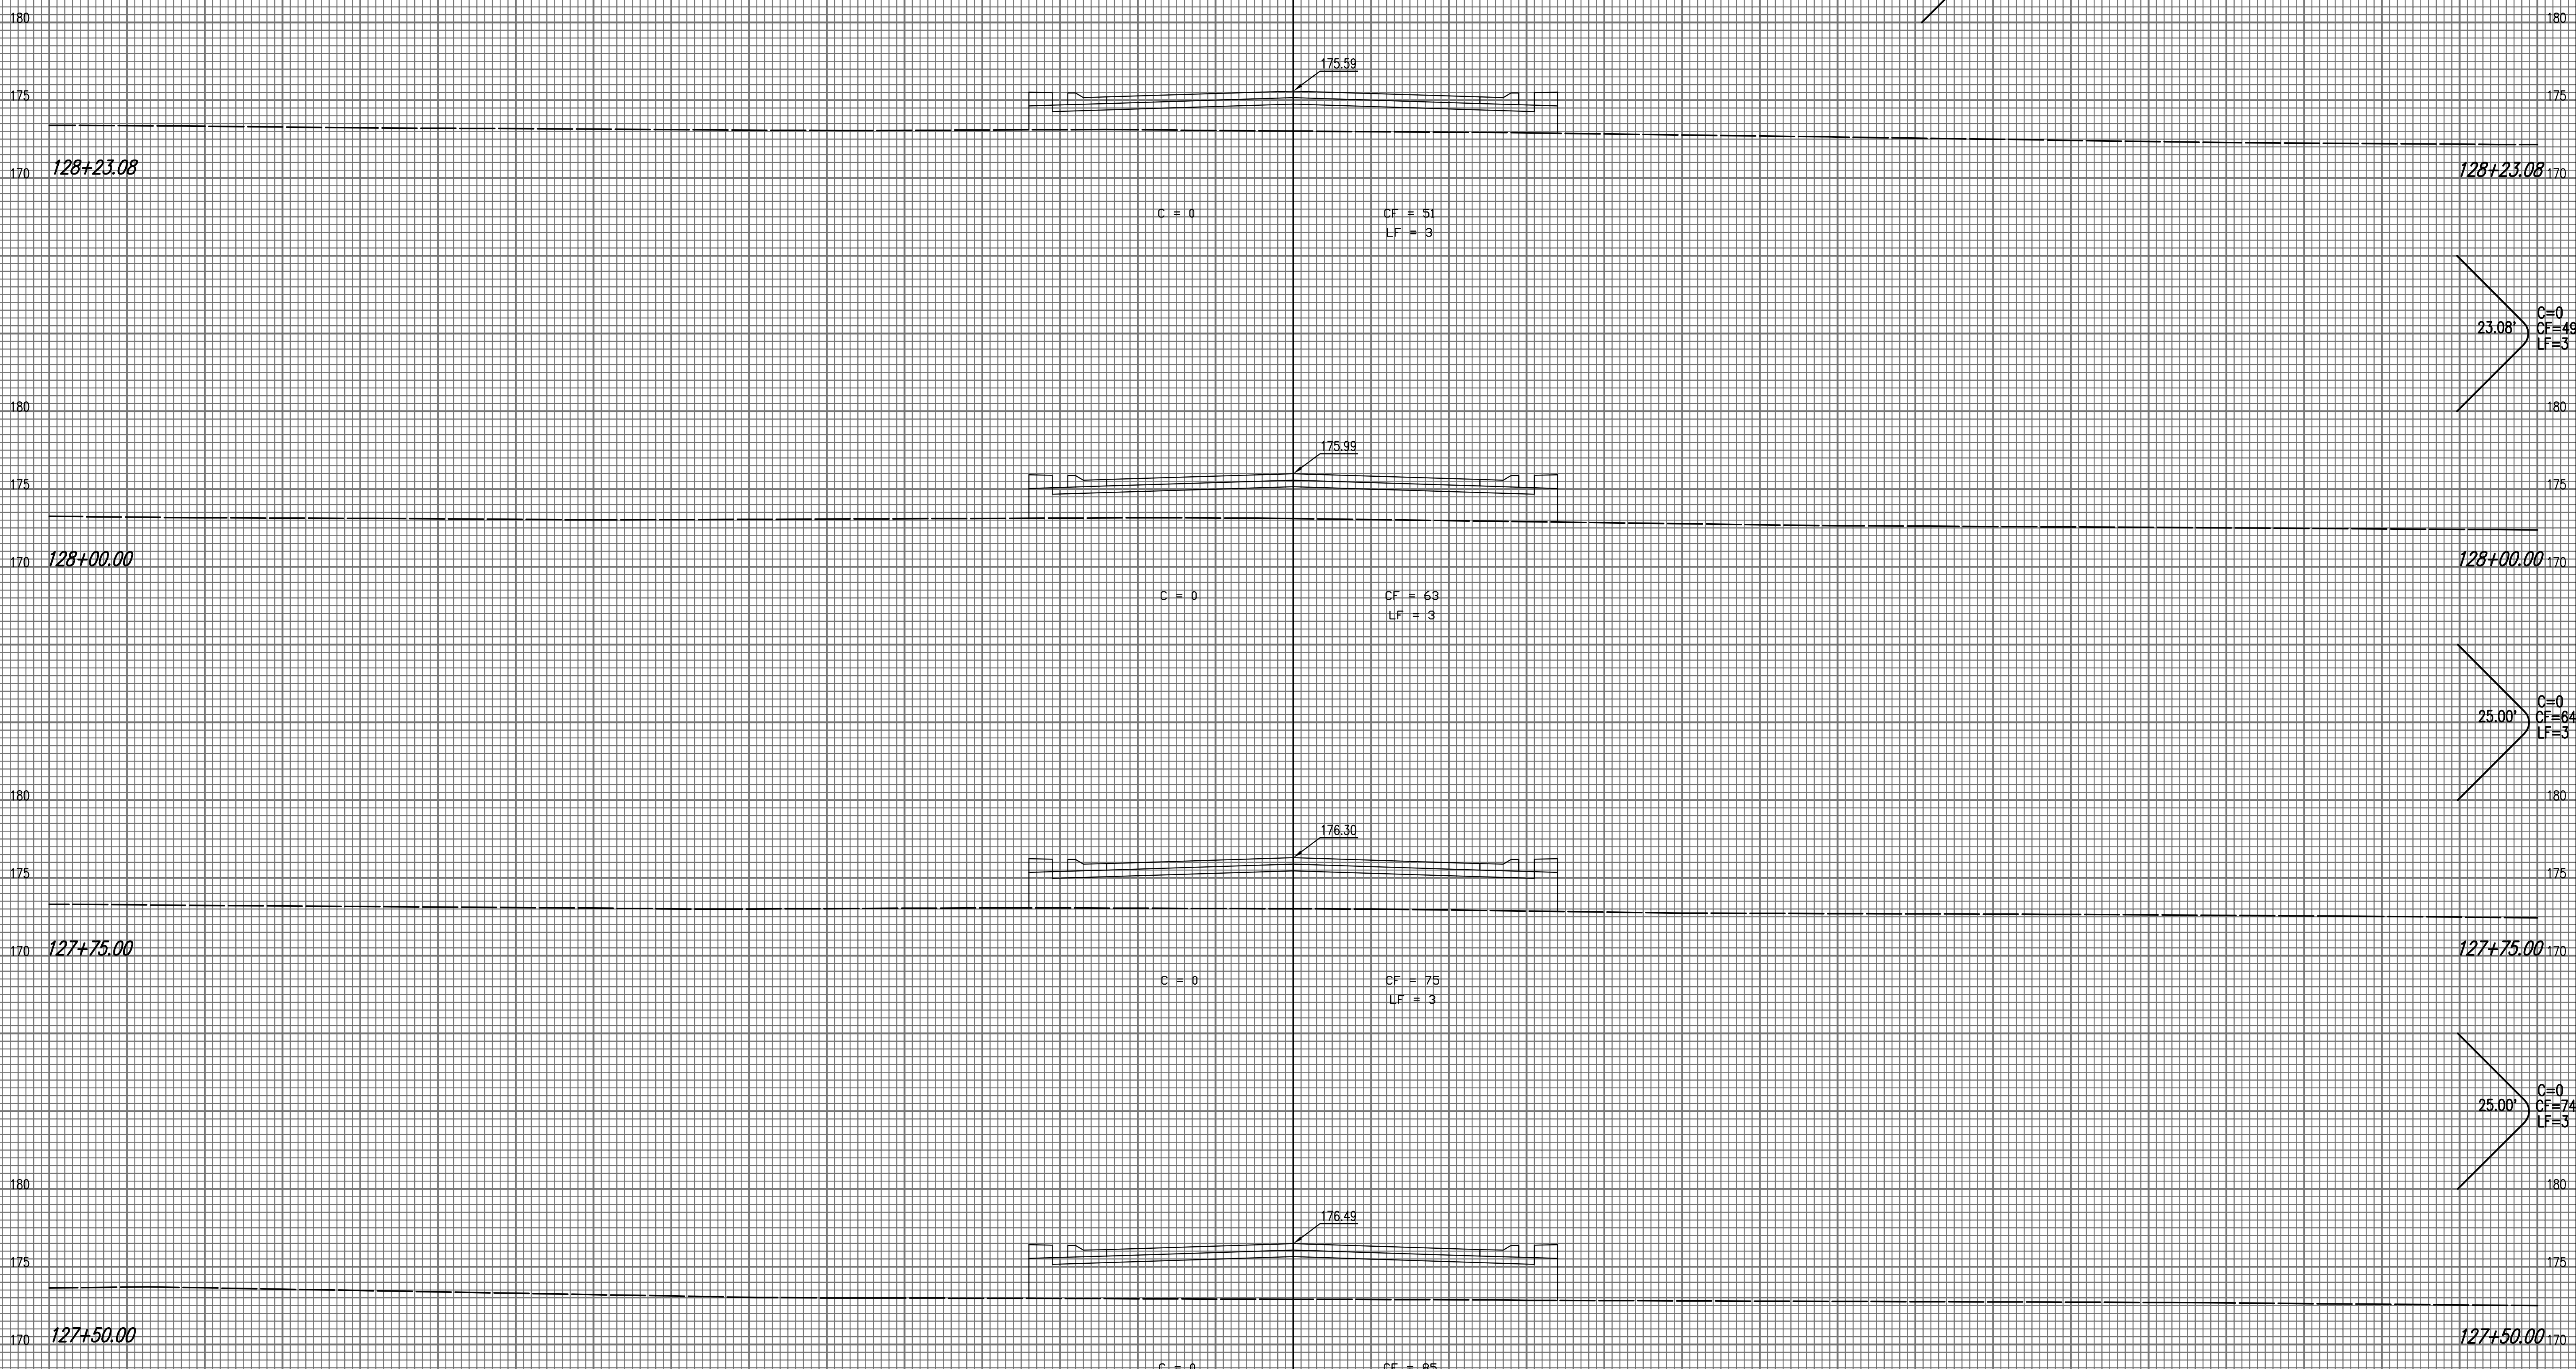 180 180
175.59
175 175
128+23.08 128+23.08
170 170
C = 0 CF = 51
LF = 3
C=0
23.08' CF=49
LF=3
180 180
175.99
175 175
128+00.00 128+00.00
170 170
C = 0 CF = 63
LF = 3
C=0
25.00' CF=64
LF=3
180 180
176.30
175 175
127+75.00 127+75.00
170 170
C = 0 CF = 75
LF = 3
C=0
25.00' CF=74
LF=3
180 180
176.49
175 175
127+50.00 127+50.00
170 170
C = 0 CF = 85